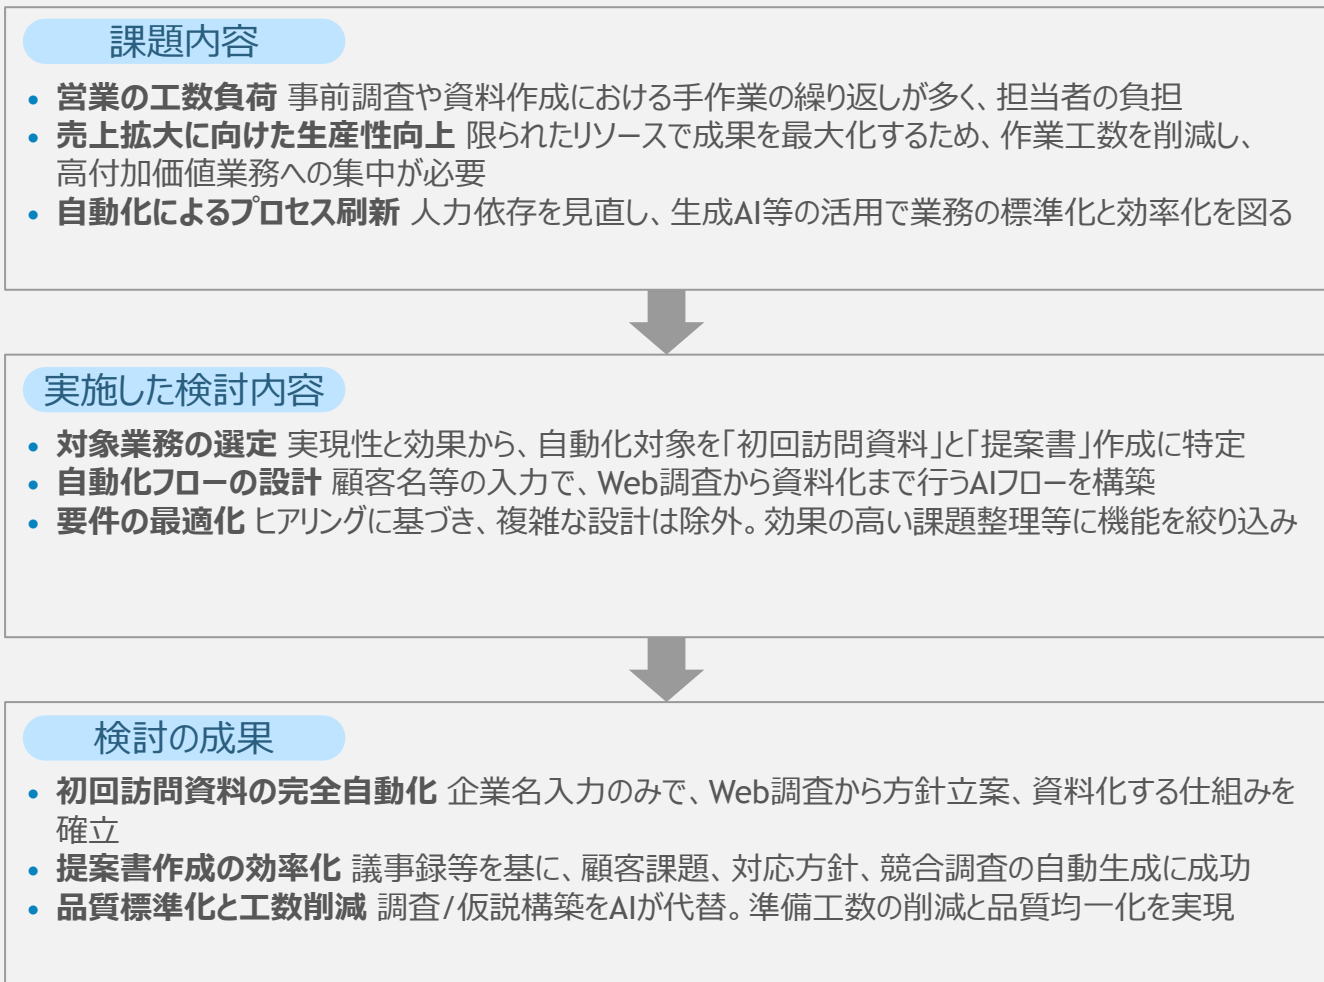 課題内容
• 営業の工数負荷 事前調査や資料作成における手作業の繰り返しが多く、担当者の負担
• 売上拡大に向けた生産性向上 限られたリソースで成果を最大化するため、作業工数を削減し、
高付加価値業務への集中が必要
• 自動化によるプロセス刷新 人力依存を見直し、生成AI等の活用で業務の標準化と効率化を図る
実施した検討内容
• 対象業務の選定 実現性と効果から、自動化対象を「初回訪問資料」と「提案書」作成に特定
• 自動化フローの設計 顧客名等の入力で、Web調査から資料化まで行うAIフローを構築
• 要件の最適化 ヒアリングに基づき、複雑な設計は除外。効果の高い課題整理等に機能を絞り込み
検討の成果
• 初回訪問資料の完全自動化 企業名入力のみで、Web調査から方針立案、資料化する仕組みを
確立
• 提案書作成の効率化 議事録等を基に、顧客課題、対応方針、競合調査の自動生成に成功
• 品質標準化と工数削減 調査/仮説構築をAIが代替。準備工数の削減と品質均一化を実現